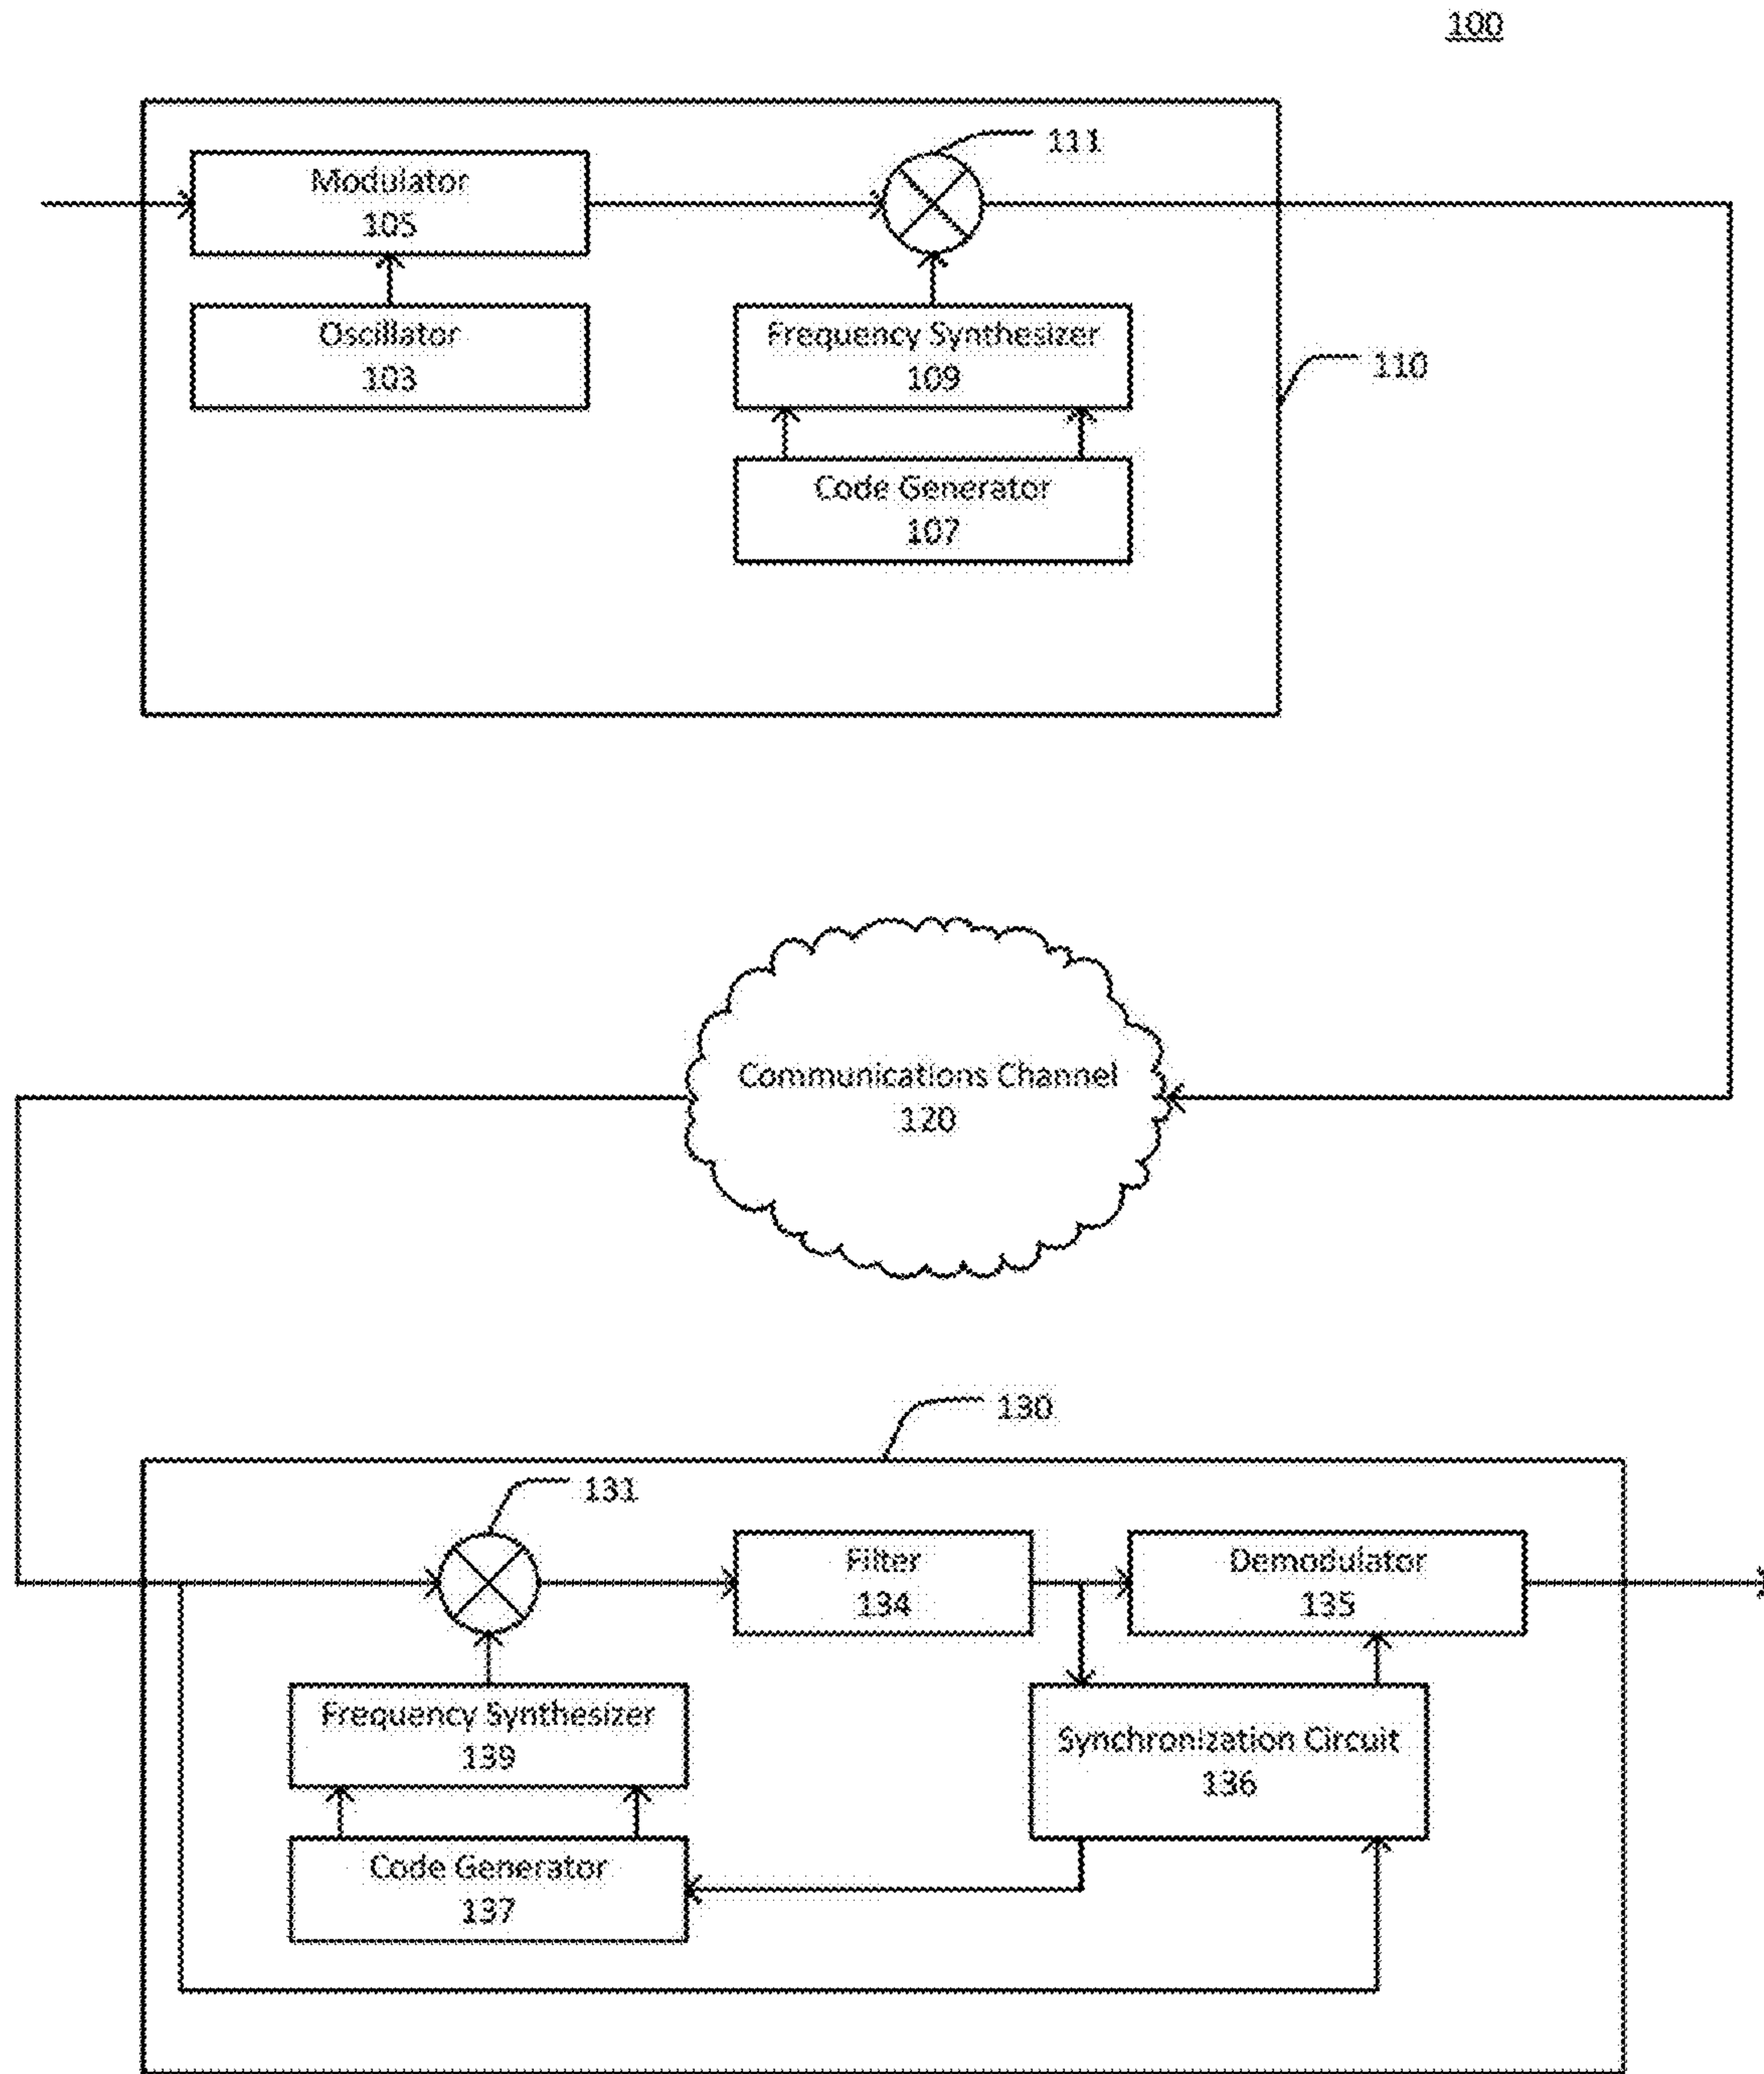 100
111
Modulator
105
Oscillator
103
Frequency Synthesizer
109
110
Code Generator
107
Communications Channel
120
130
131
Filter
134
Demodulator
135
Frequency Synthesizer
139
Synchronization Circuit
136
Code Generator
137